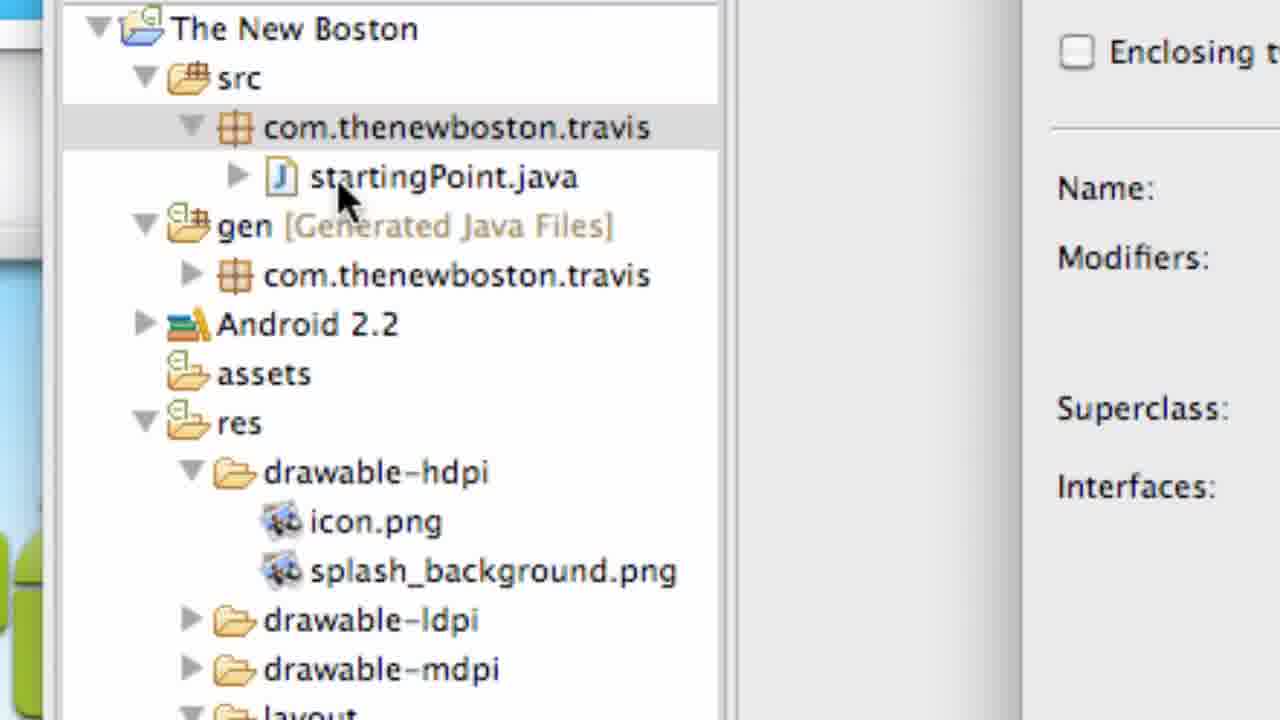 The New Boston
src
com.thenewboston.travis
startingPoint.java
gen [Generated Java Files]
com.thenewboston.travis
Android 2.2
assets
res
drawable-hdpi
icon.png
splash_background.png
drawable-ldpi
drawable-mdpi
layout
Enclosing
Name:
Modifiers:
Superclass:
Interfaces: